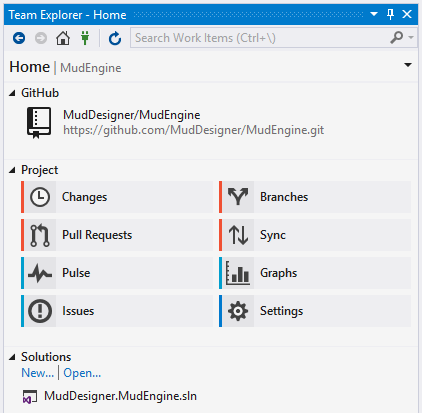 Team Explorer - Home
Search Work Items (Ctrl+\)
Home | MudEngine
GitHub
MudDesigner/MudEngine
https://github.com/MudDesigner/MudEngine.git
Project
Changes
Branches
Pull Requests
Sync
Pulse
Graphs
Issues
Settings
Solutions
New... | Open...
MudDesigner.MudEngine.sln